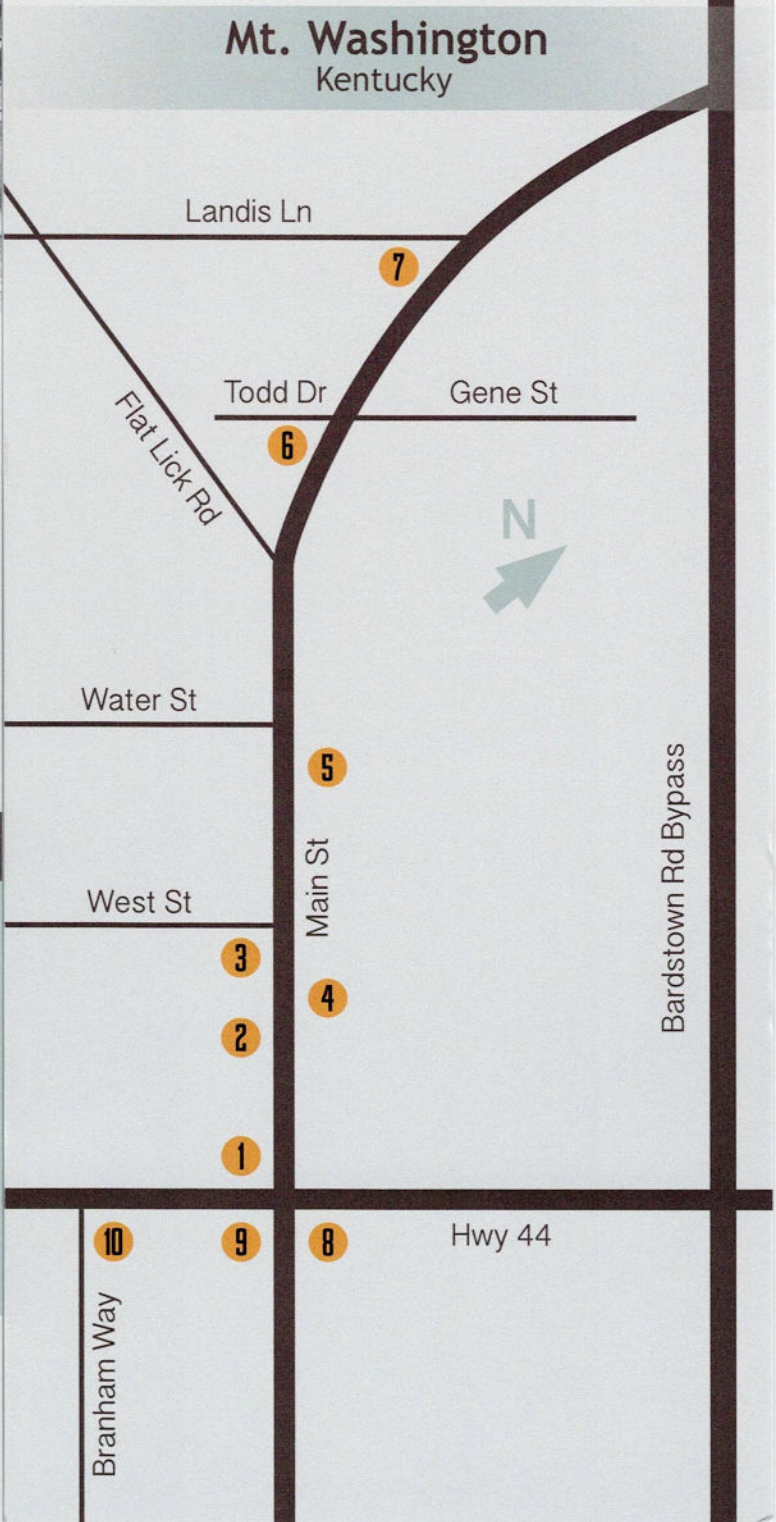 Mt. Washington
Kentucky
Landis Ln
7
Todd Dr
Gene St
6
Flat Lick Rd
N
Water St
5
Main St
Bardstown Rd Bypass
West St
3
4
2
1
10
9
8
Hwy 44
Branham Way